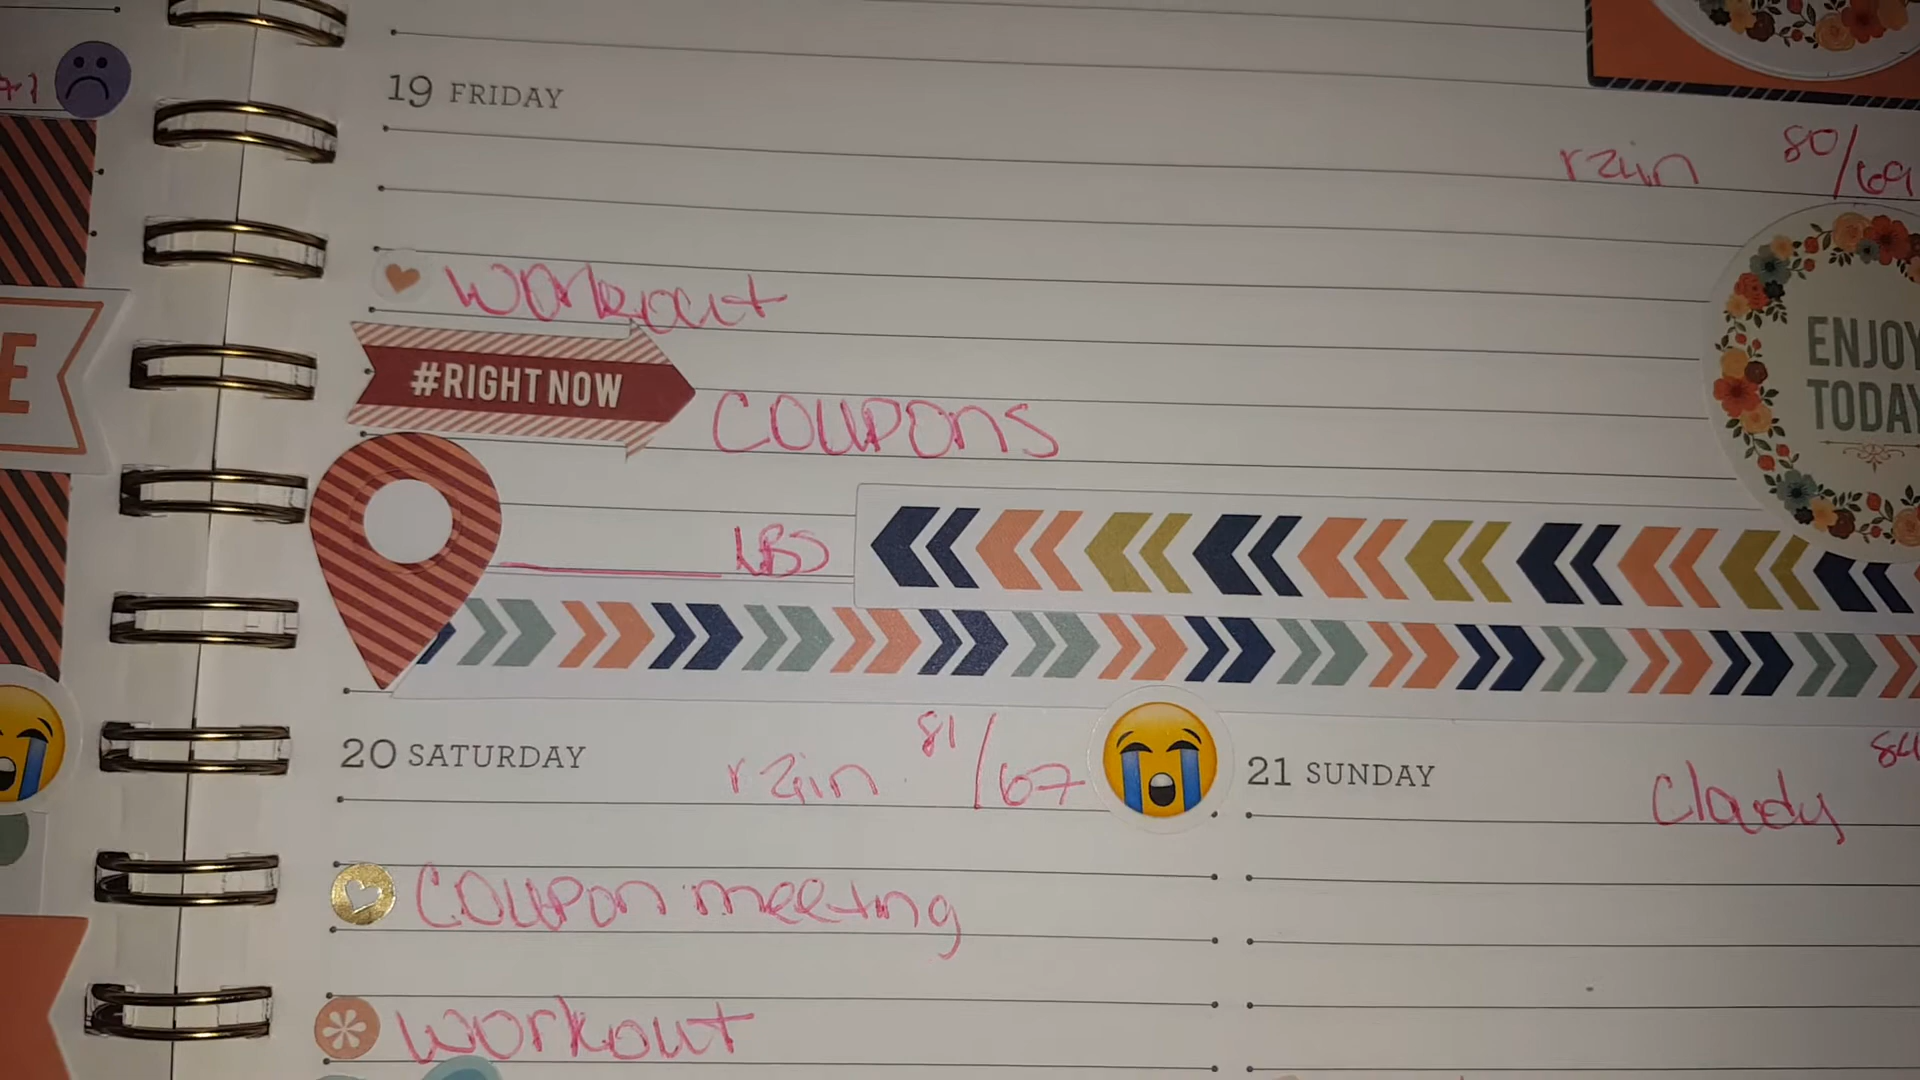 19 FRIDAY
rain 80/69
workout
#RIGHT NOW
COUPONS
ENJOY
TODAY
LBS
20 SATURDAY
rain 81/67
21 SUNDAY
Cloudy
Coupon meeting
workout